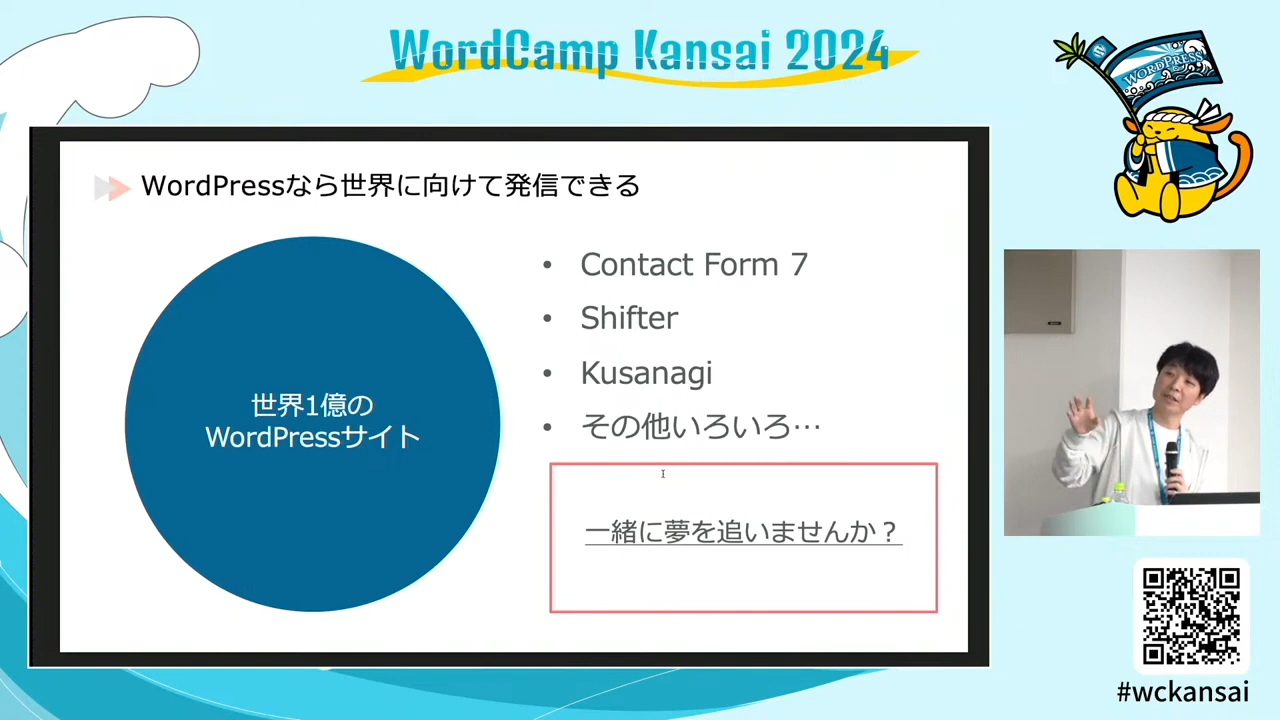 WordCamp Kansai 2024
W
WORDPRESS
WordPressなら世界に向けて発信できる
世界1億の
WordPressサイト
• Contact Form 7
• Shifter
• Kusanagi
• その他いろいろ…
一緒に夢を追いませんか？
#wckansai